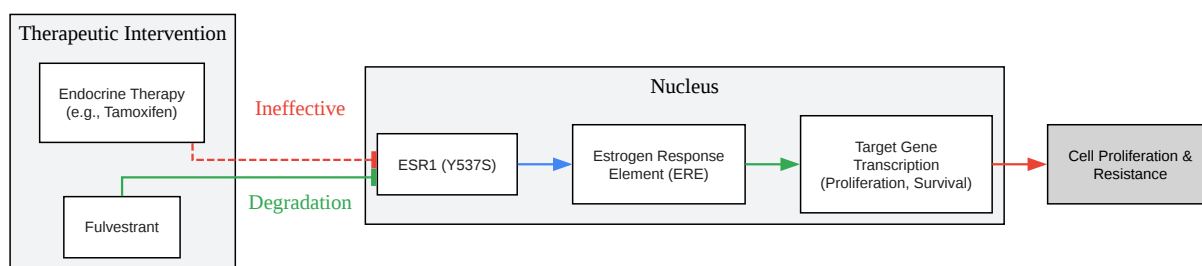 Therapeutic Intervention
Endocrine Therapy
(e.g., Tamoxifen)
Fulvestrant
Ineffective
Degradation
Nucleus
ESR1 (Y537S)
Estrogen Response
Element (ERE)
Target Gene
Transcription
(Proliferation, Survival)
Cell Proliferation &
Resistance